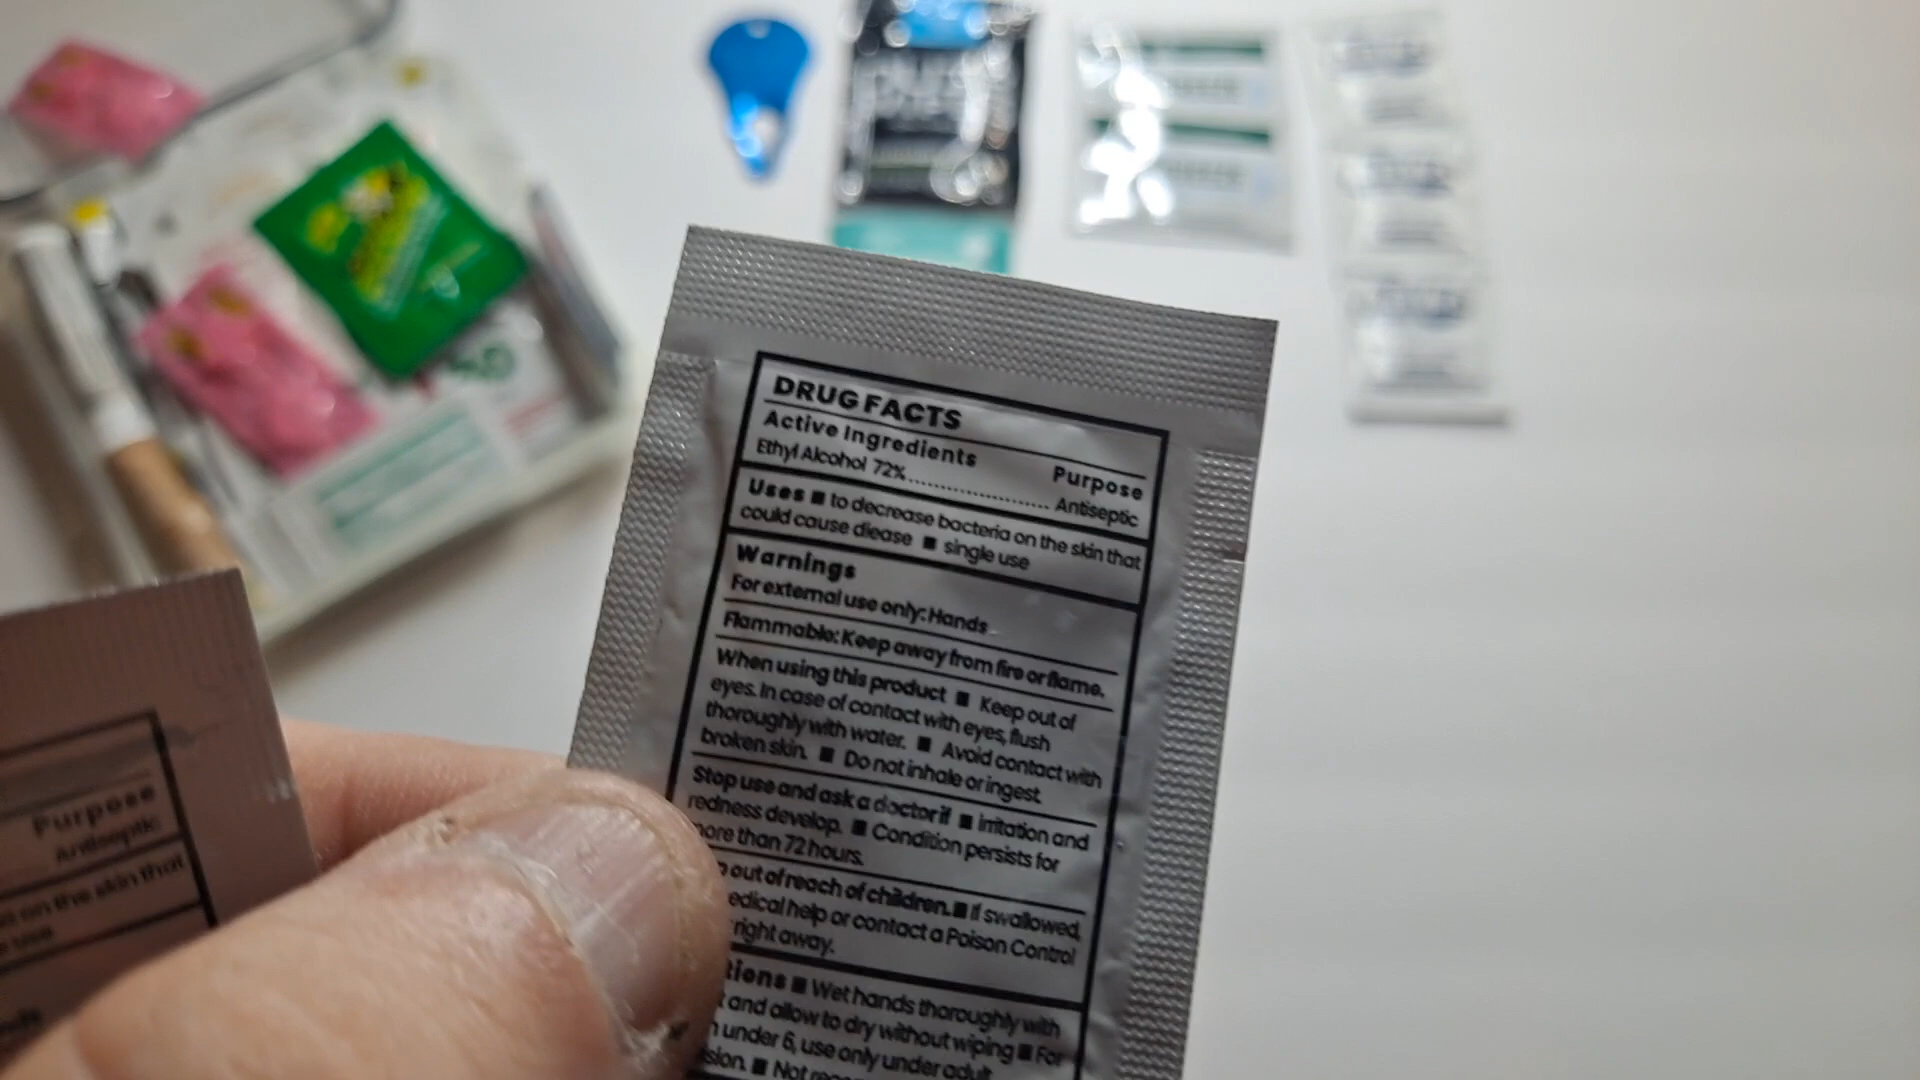 DRUG FACTS
Active Ingredients Purpose
Ethyl Alcohol 72%........................ Antiseptic
Uses ■ to decrease bacteria on the skin that
could cause diease ■ single use
Warnings
For external use only: Hands
Flammable: Keep away from fire or flame.
When using this product ■ Keep out of
eyes. In case of contact with eyes, flush
thoroughly with water. ■ Avoid contact with
broken skin. ■ Do not inhale or ingest.
Stop use and ask a doctor if ■ Irritation and
redness develop. ■ Condition persists for
more than 72 hours.
out of reach of children. ■ If swallowed,
edical help or contact a Poison Control
right away.
tions ■ Wet hands thoroughly with
and allow to dry without wiping ■ For
under 6, use only under adult
sion. ■ Not
Purpose
Antiseptic
on the skin that